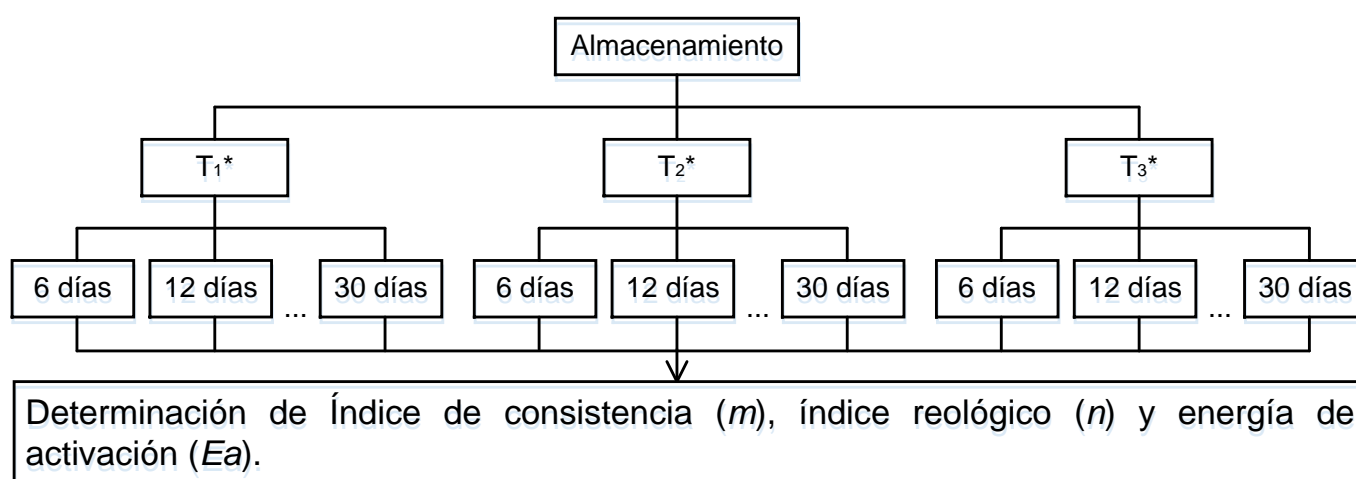 Almacenamiento
T₁* T₂* T₃*
6 días 12 días ... 30 días 6 días 12 días ... 30 días 6 días 12 días ... 30 días
Determinación de Índice de consistencia (m), índice reológico (n) y energía de
activación (Ea).